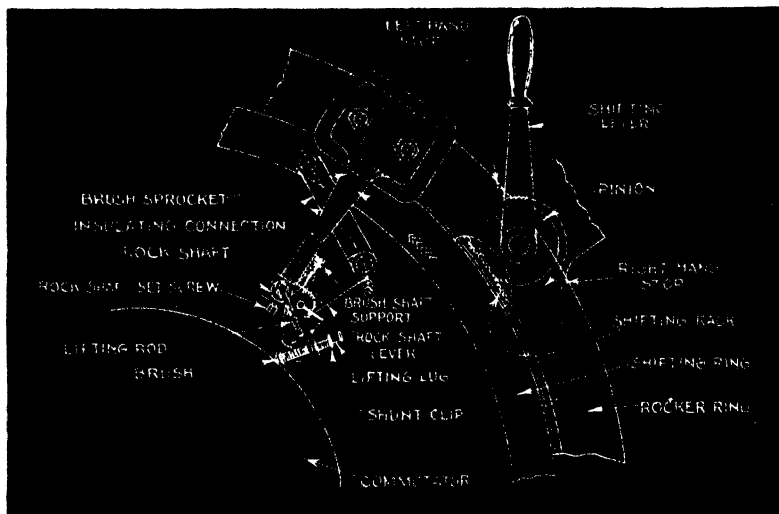 LEFT HAND
STOP
SHIFTING
LEVER
PINION
BRUSH SPROCKET
INSULATING CONNECTION
ROCK SHAFT
ROCK SHAFT SET SCREW
RIGHT HAND
STOP
BRUSH SHAFT
SUPPORT
SHIFTING RACK
ROCK SHAFT
LEVER
LIFTING ROD
BRUSH
LIFTING LUG
SHIFTING RING
SHUNT CLIP
ROCKER RING
COMMUTATOR